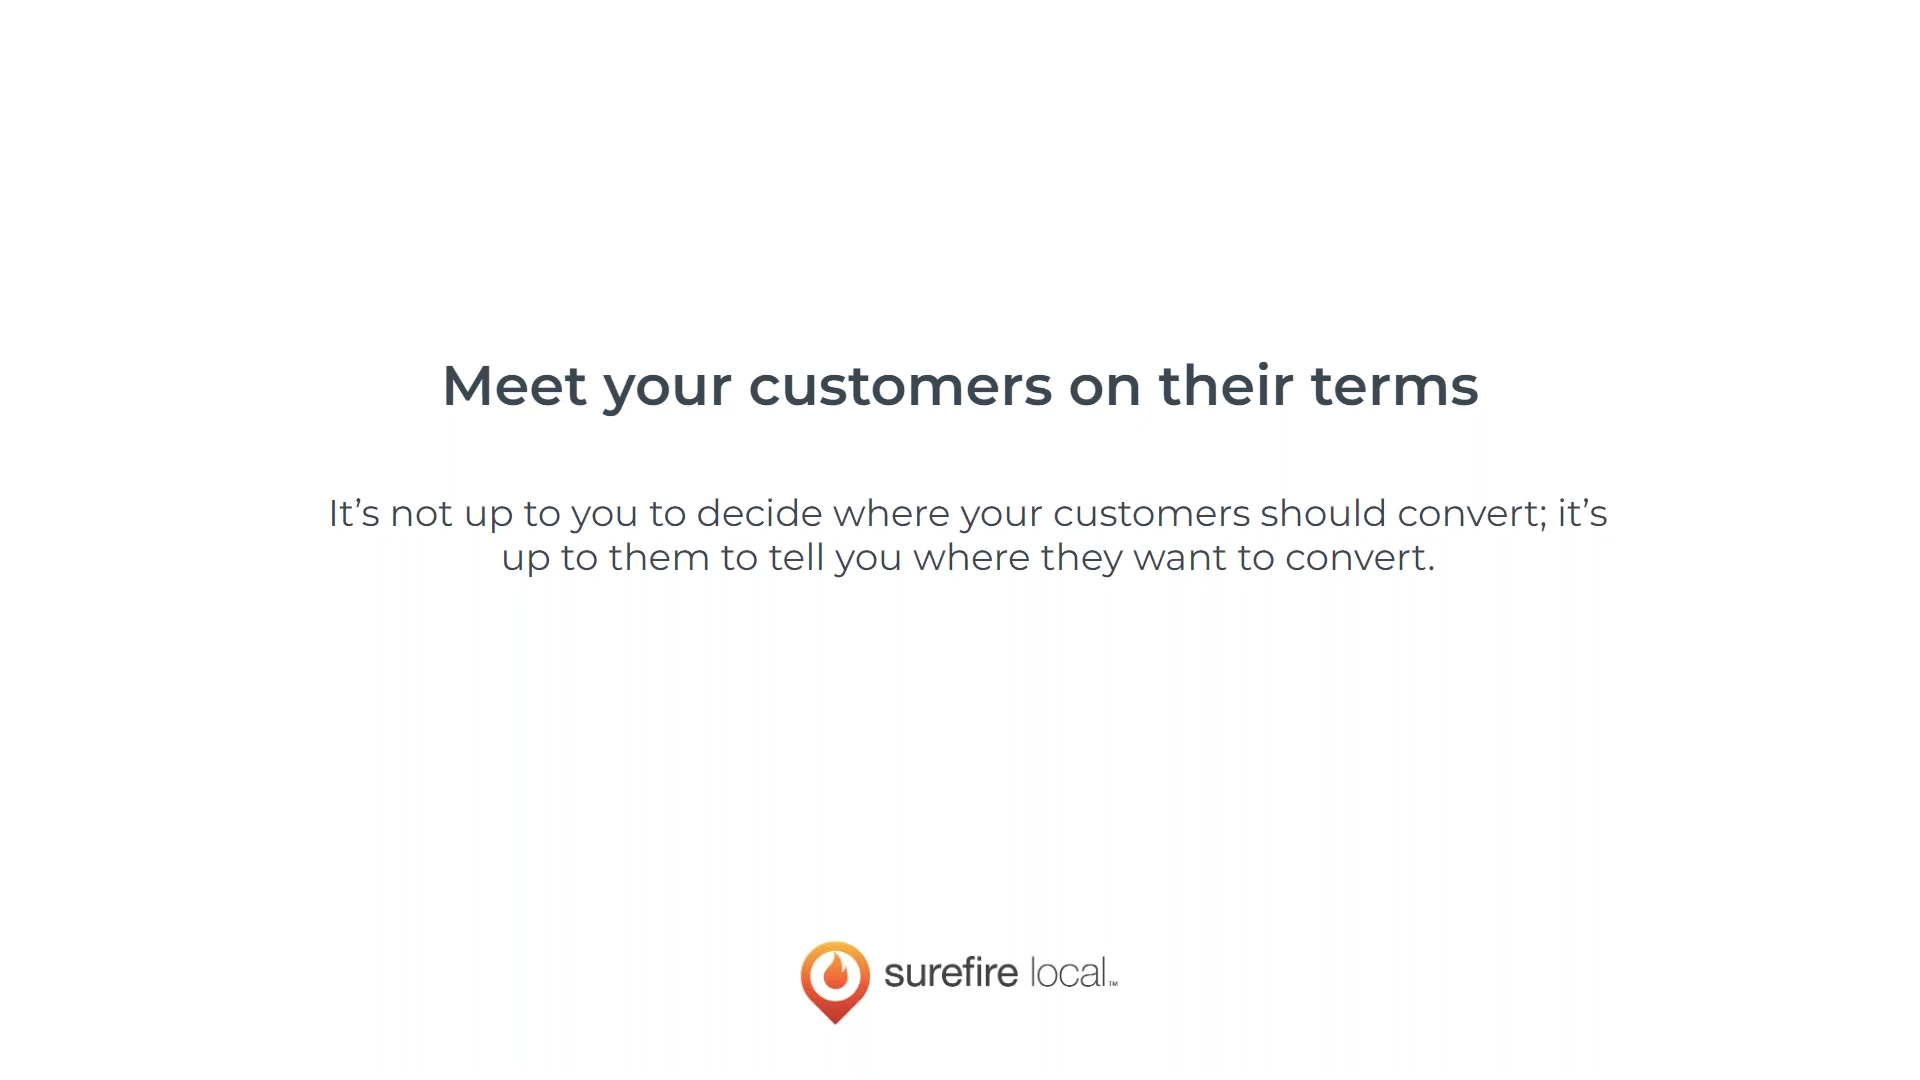 Meet your customers on their terms
It’s not up to you to decide where your customers should convert; it’s
up to them to tell you where they want to convert.
surefire local™